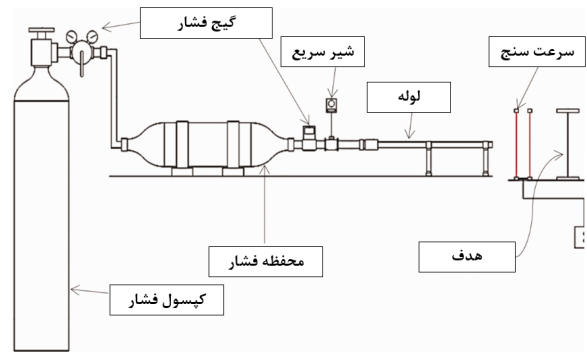 گیج فشار
شیر سریع
سرعت سنج
لوله
محفظه فشار
هدف
کپسول فشار